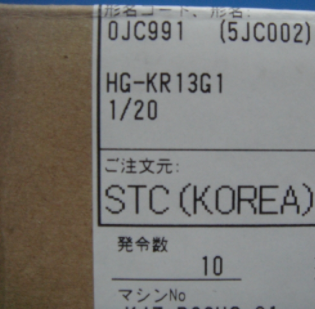 形名コード、形名:
0JC991 (5JC002)
HG-KR13G1
1/20
ご注文元:
STC(KOREA)
発令数
10
マシンNo